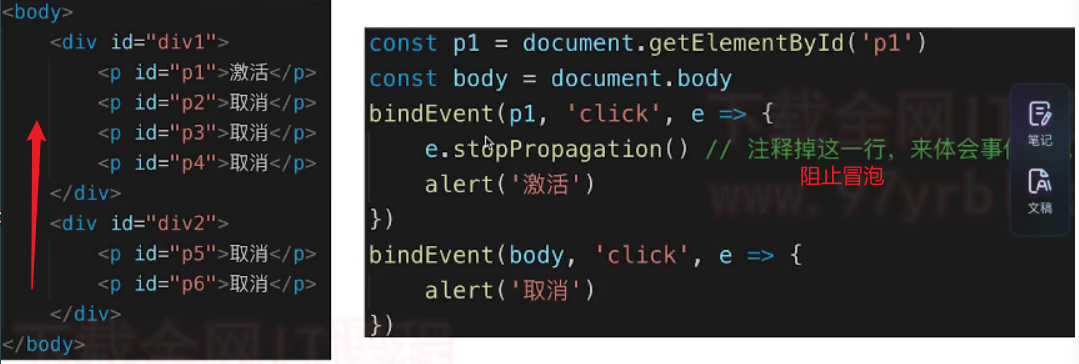 <body>
<div id="div1">
<p id="p1">激活</p>
<p id="p2">取消</p>
<p id="p3">取消</p>
<p id="p4">取消</p>
</div>
<div id="div2">
<p id="p5">取消</p>
<p id="p6">取消</p>
</div>
</body>
const p1 = document.getElementById('p1')
const body = document.body
bindEvent(p1, 'click', e => {
e.stopPropagation() // 注释掉这一行，来体会事
阻止冒泡
alert('激活')
})
bindEvent(body, 'click', e => {
alert('取消')
})
笔记
文稿
下载全网IT课程
www.97yrbl